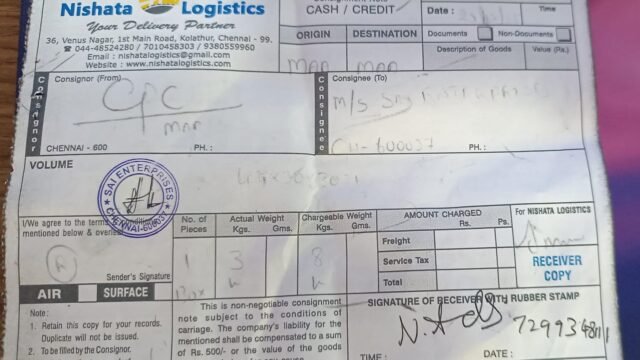 Nishata Logistics
Your Delivery Partner
36, Venus Nagar, 1st Main Road, Kolathur, Chennai - 99.
044-48524280 / 7010458303 / 9380559960
Email : nishatalogistics@gmail.com
Website : www.nishatalogistics.com
CASH / CREDIT
Date :
Time
ORIGIN DESTINATION
Documents Non-Documents
Description of Goods Value (Rs.)
MAA MAA
Consignor
Consignor (From)
CPC
MAA
CHENNAI - 600 PH. :
Consignee
Consignee (To)
M/S
CH-600037 PH. :
VOLUME
SAI ENTERPRISES
CHENNAI-600037
I/We agree to the terms & conditions
mentioned below & overleaf
Sender's Signature
No. of Pieces
Actual Weight
Kgs. Gms.
Chargeable Weight
Kgs. Gms.
1 3 8
AMOUNT CHARGED
Rs. Ps.
Freight
Service Tax
Total
For NISHATA LOGISTICS
RECEIVER COPY
AIR SURFACE
Note :
1. Retain this copy for your records.
Duplicate will not be issued.
2. To be filled by the Consignor.
This is non-negotiable consignment
note subject to the conditions of
carriage. The company's liability for the
mentioned shall be compensated to a sum
of Rs. 500/- or the value of the goods
SIGNATURE OF RECEIVER WITH RUBBER STAMP
TIME : DATE :